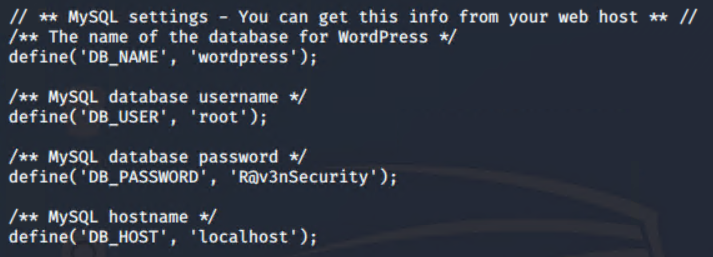 // ** MySQL settings - You can get this info from your web host ** //
/** The name of the database for WordPress */
define('DB_NAME', 'wordpress');
/** MySQL database username */
define('DB_USER', 'root');
/** MySQL database password */
define('DB_PASSWORD', 'R@v3nSecurity');
/** MySQL hostname */
define('DB_HOST', 'localhost');